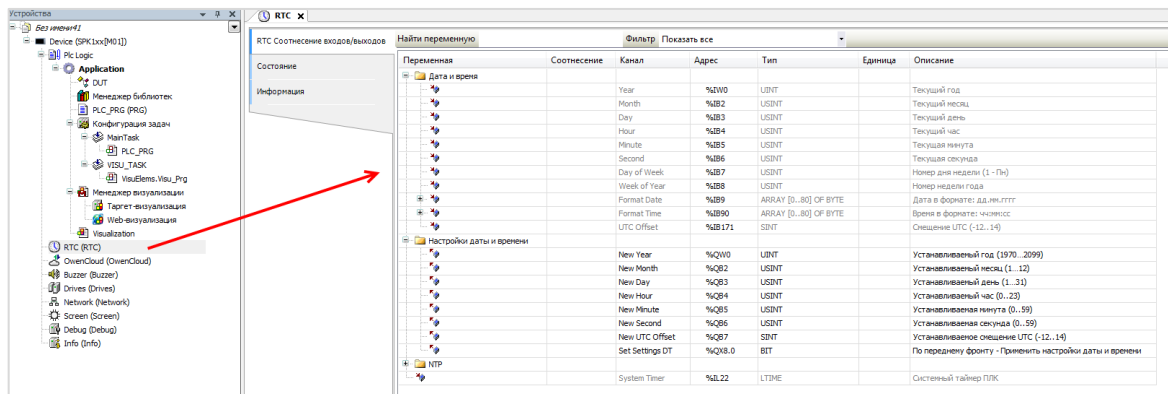 Устройства
Без имени41
Device (SPK1xx[M01])
Plc Logic
Application
DUT
Менеджер библиотек
PLC_PRG (PRG)
Конфигурация задач
MainTask
PLC_PRG
VISU_TASK
VisuElems.Visu_Prg
Менеджер визуализации
Таргет-визуализация
Web-визуализация
Visualization
RTC (RTC)
OwenCloud (OwenCloud)
Buzzer (Buzzer)
Drives (Drives)
Network (Network)
Screen (Screen)
Debug (Debug)
Info (Info)
RTC
RTC Соотнесение входов/выходов
Состояние
Информация
Найти переменную Фильтр Показать все
Переменная Соотнесение Канал Адрес Тип Единица Описание
Дата и время
Year %IW0 UINT Текущий год
Month %IB2 USINT Текущий месяц
Day %IB3 USINT Текущий день
Hour %IB4 USINT Текущий час
Minute %IB5 USINT Текущая минута
Second %IB6 USINT Текущая секунда
Day of Week %IB7 USINT Номер дня недели (1 - Пн)
Week of Year %IB8 USINT Номер недели года
Format Date %IB9 ARRAY [0..80] OF BYTE Дата в формате: дд.мм.гггг
Format Time %IB90 ARRAY [0..80] OF BYTE Время в формате: чч:мм:сс
UTC Offset %IB171 SINT Смещение UTC (-12..14)
Настройки даты и времени
New Year %QW0 UINT Устанавливаемый год (1970...2099)
New Month %QB2 USINT Устанавливаемый месяц (1...12)
New Day %QB3 USINT Устанавливаемый день (1...31)
New Hour %QB4 USINT Устанавливаемый час (0..23)
New Minute %QB5 USINT Устанавливаемая минута (0..59)
New Second %QB6 USINT Устанавливаемая секунда (0..59)
New UTC Offset %QB7 SINT Устанавливаемое смещение UTC (-12..14)
Set Settings DT %QX8.0 BIT По переднему фронту - Применить настройки даты и времени
NTP
System Timer %IL22 LTIME Системный таймер ПЛК